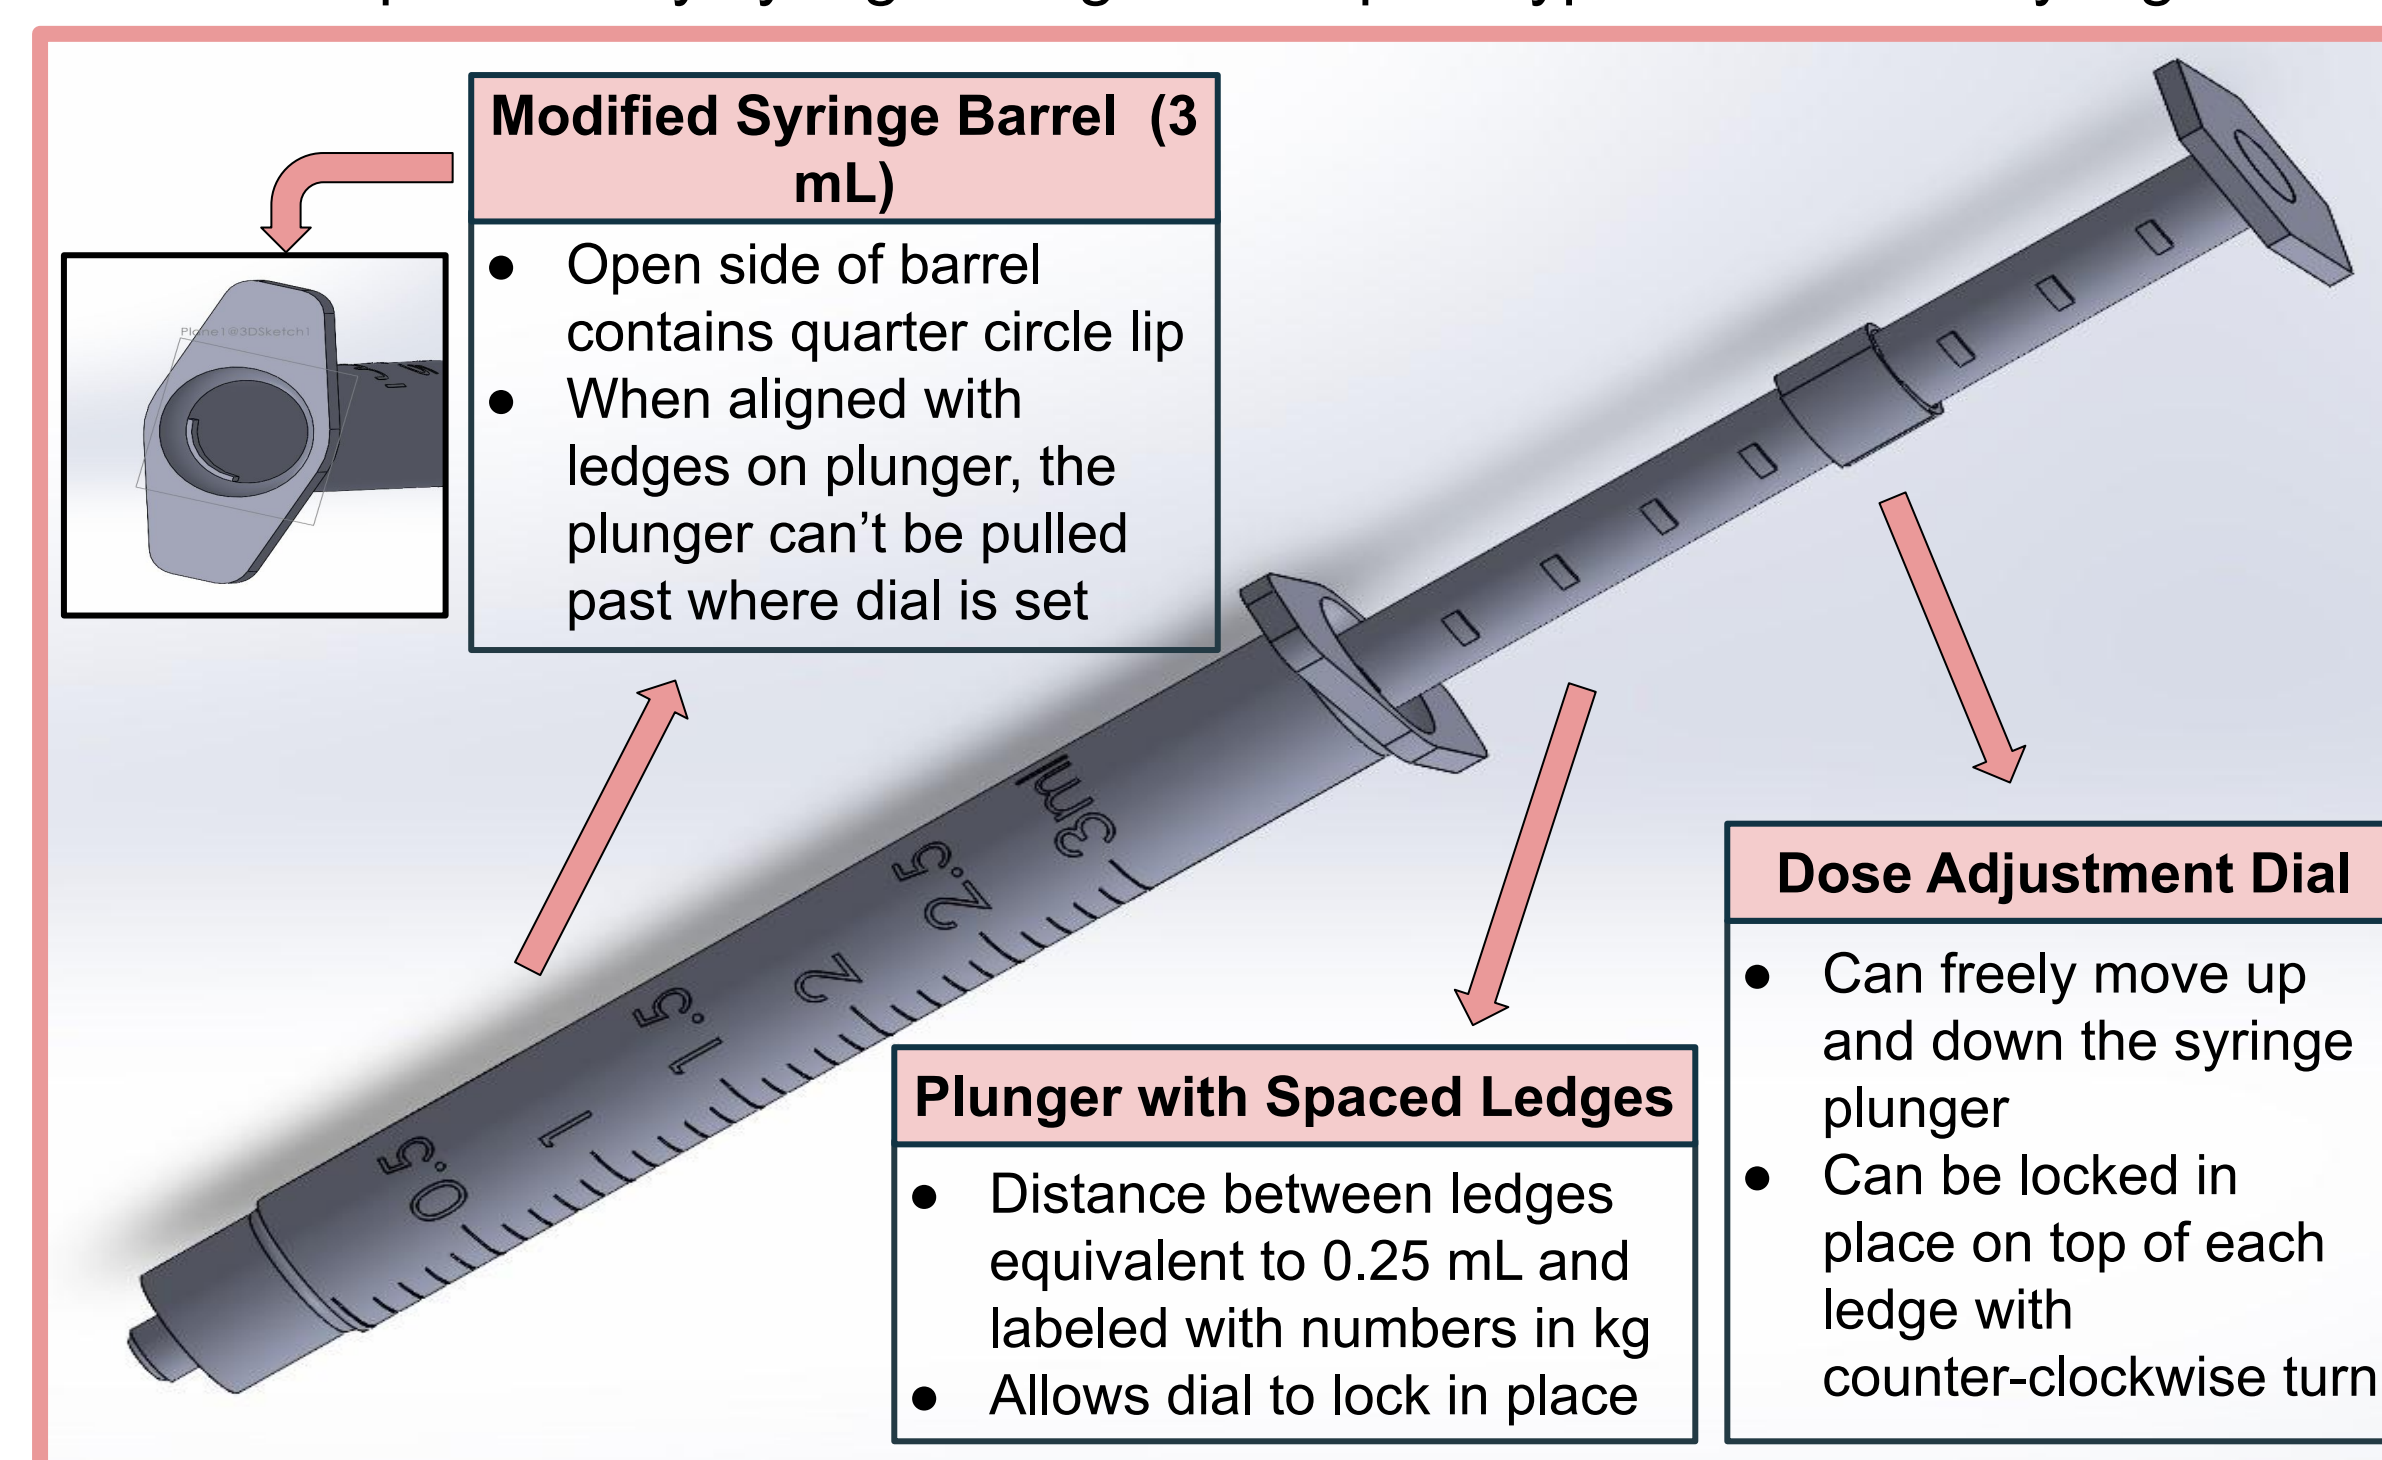 Modified Syringe Barrel (3
mL)
● Open side of barrel
contains quarter circle lip
● When aligned with
ledges on plunger, the
plunger can’t be pulled
past where dial is set
Plane1@3DSketch1
3ml
2.5
2
1.5
1
0.5
Dose Adjustment Dial
● Can freely move up
and down the syringe
plunger
● Can be locked in
place on top of each
ledge with
counter-clockwise turn
Plunger with Spaced Ledges
● Distance between ledges
equivalent to 0.25 mL and
labeled with numbers in kg
● Allows dial to lock in place